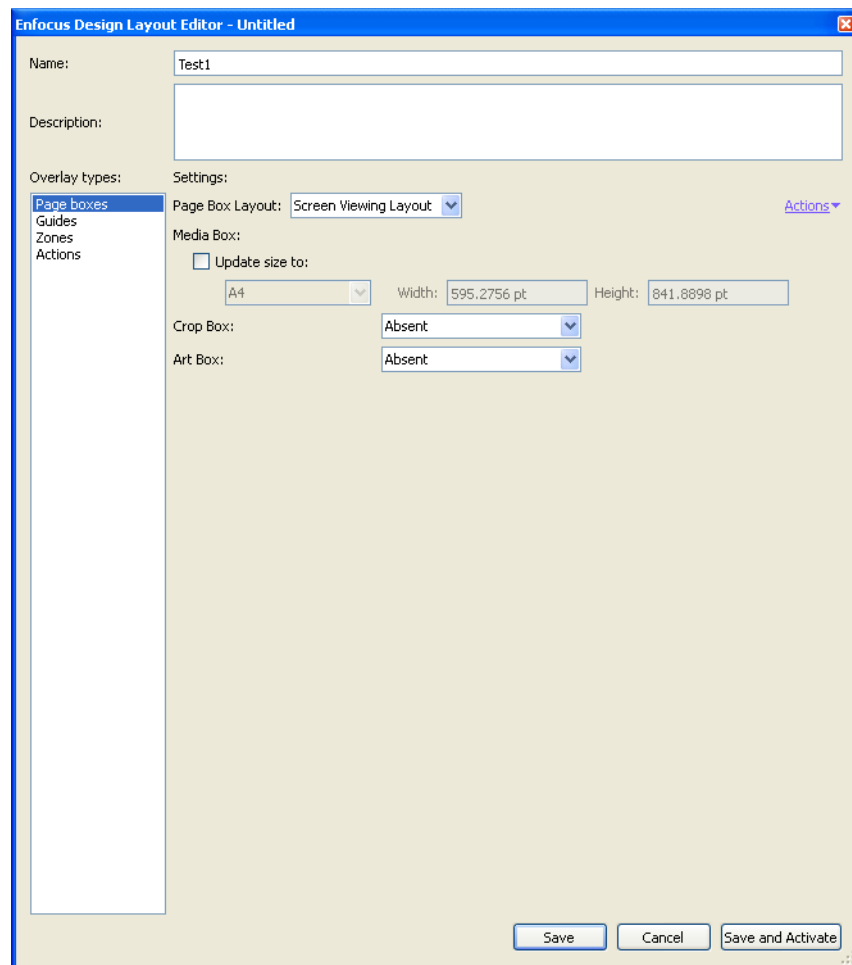 Enfocus Design Layout Editor - Untitled
Name: Test1
Description:
Overlay types: Settings:
Page boxes
Guides
Zones
Actions
Page Box Layout: Screen Viewing Layout Actions
Media Box:
Update size to:
A4 Width: 595.2756 pt Height: 841.8898 pt
Crop Box: Absent
Art Box: Absent
Save Cancel Save and Activate